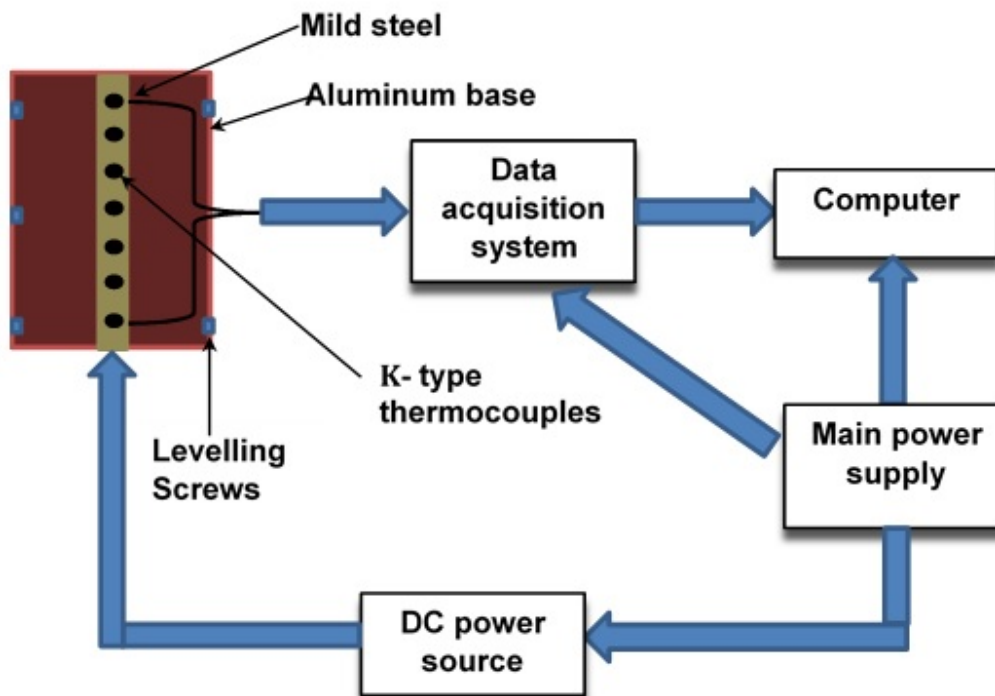 Mild steel
Aluminum base
Data
acquisition
system
Computer
K- type
thermocouples
Levelling
Screws
Main power
supply
DC power
source